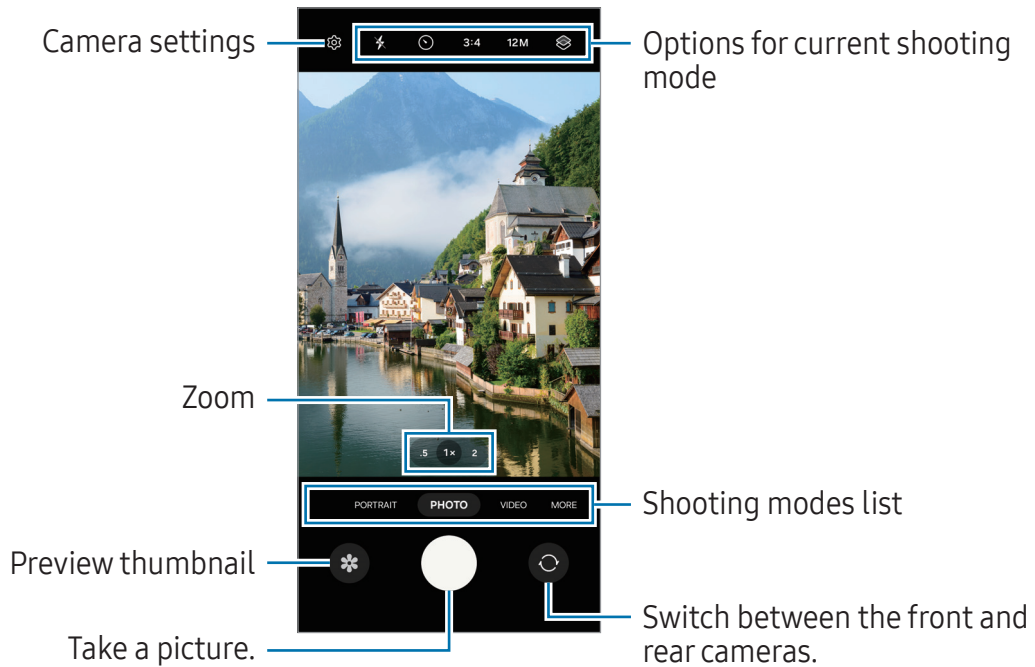 Camera settings
3:4
12M
Options for current shooting
mode
Zoom
.5 1× 2
PORTRAIT PHOTO VIDEO MORE
Shooting modes list
Preview thumbnail
Take a picture.
Switch between the front and
rear cameras.